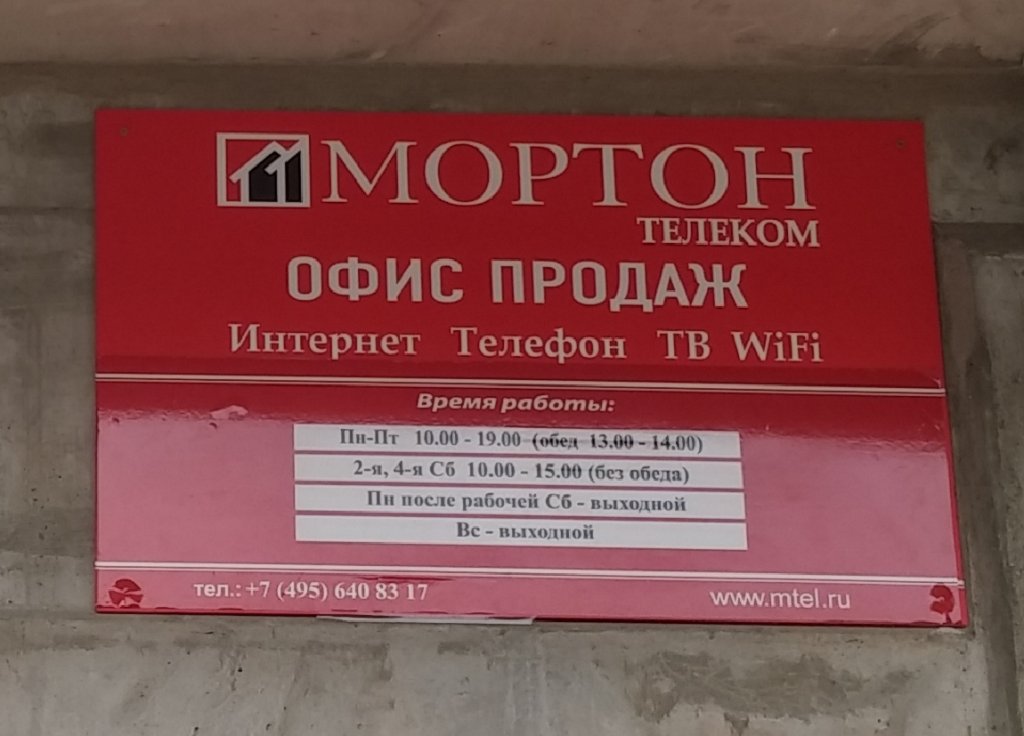 МОРТОН
ТЕЛЕКОМ
ОФИС ПРОДАЖ
Интернет Телефон ТВ WiFi
Время работы:
Пн-Пт 10.00 - 19.00 (обед 13.00 - 14.00)
2-я, 4-я Сб 10.00 - 15.00 (без обеда)
Пн после рабочей Сб - выходной
Вс - выходной
тел.: +7 (495) 640 83 17 www.mtel.ru